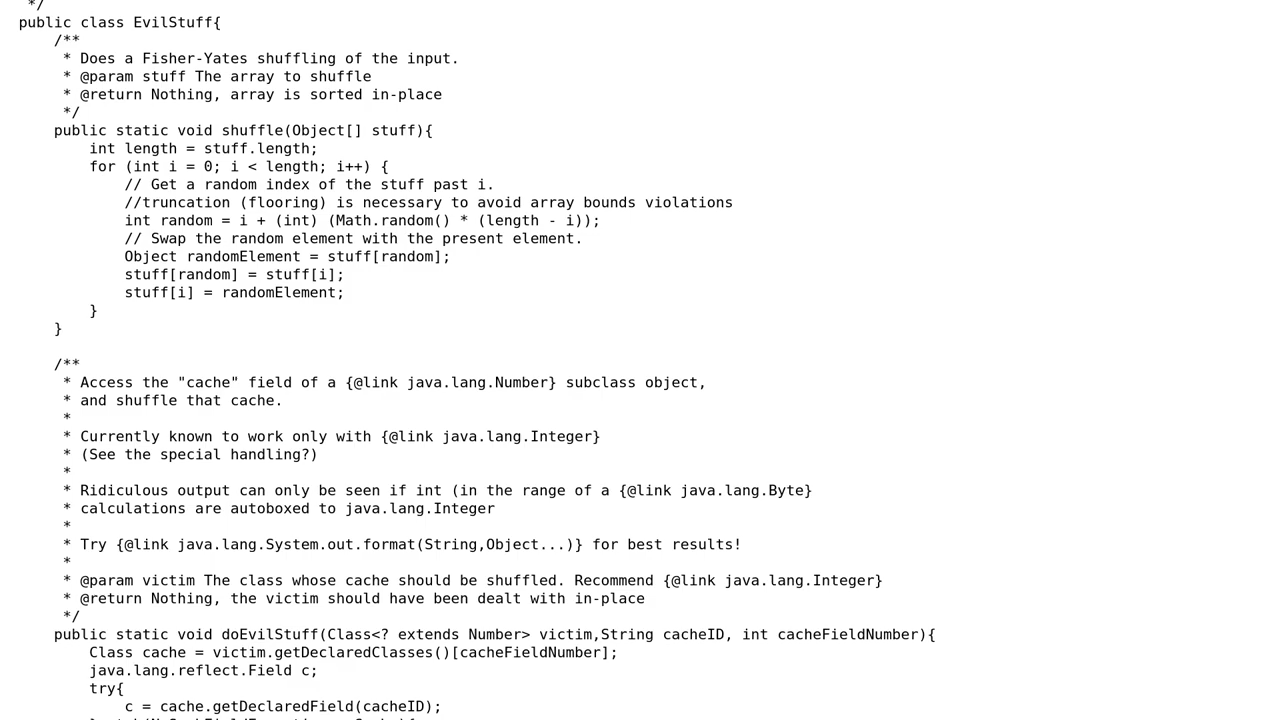 */
public class EvilStuff{
    /**
     * Does a Fisher-Yates shuffling of the input.
     * @param stuff The array to shuffle
     * @return Nothing, array is sorted in-place
     */
    public static void shuffle(Object[] stuff){
        int length = stuff.length;
        for (int i = 0; i < length; i++) {
            // Get a random index of the stuff past i.
            //truncation (flooring) is necessary to avoid array bounds violations
            int random = i + (int) (Math.random() * (length - i));
            // Swap the random element with the present element.
            Object randomElement = stuff[random];
            stuff[random] = stuff[i];
            stuff[i] = randomElement;
        }
    }

    /**
     * Access the "cache" field of a {@link java.lang.Number} subclass object,
     * and shuffle that cache.
     *
     * Currently known to work only with {@link java.lang.Integer}
     * (See the special handling?)
     *
     * Ridiculous output can only be seen if int (in the range of a {@link java.lang.Byte}
     * calculations are autoboxed to java.lang.Integer
     *
     * Try {@link java.lang.System.out.format(String,Object...)} for best results!
     *
     * @param victim The class whose cache should be shuffled. Recommend {@link java.lang.Integer}
     * @return Nothing, the victim should have been dealt with in-place
     */
    public static void doEvilStuff(Class<? extends Number> victim,String cacheID, int cacheFieldNumber){
        Class cache = victim.getDeclaredClasses()[cacheFieldNumber];
        java.lang.reflect.Field c;
        try{
            c = cache.getDeclaredField(cacheID);